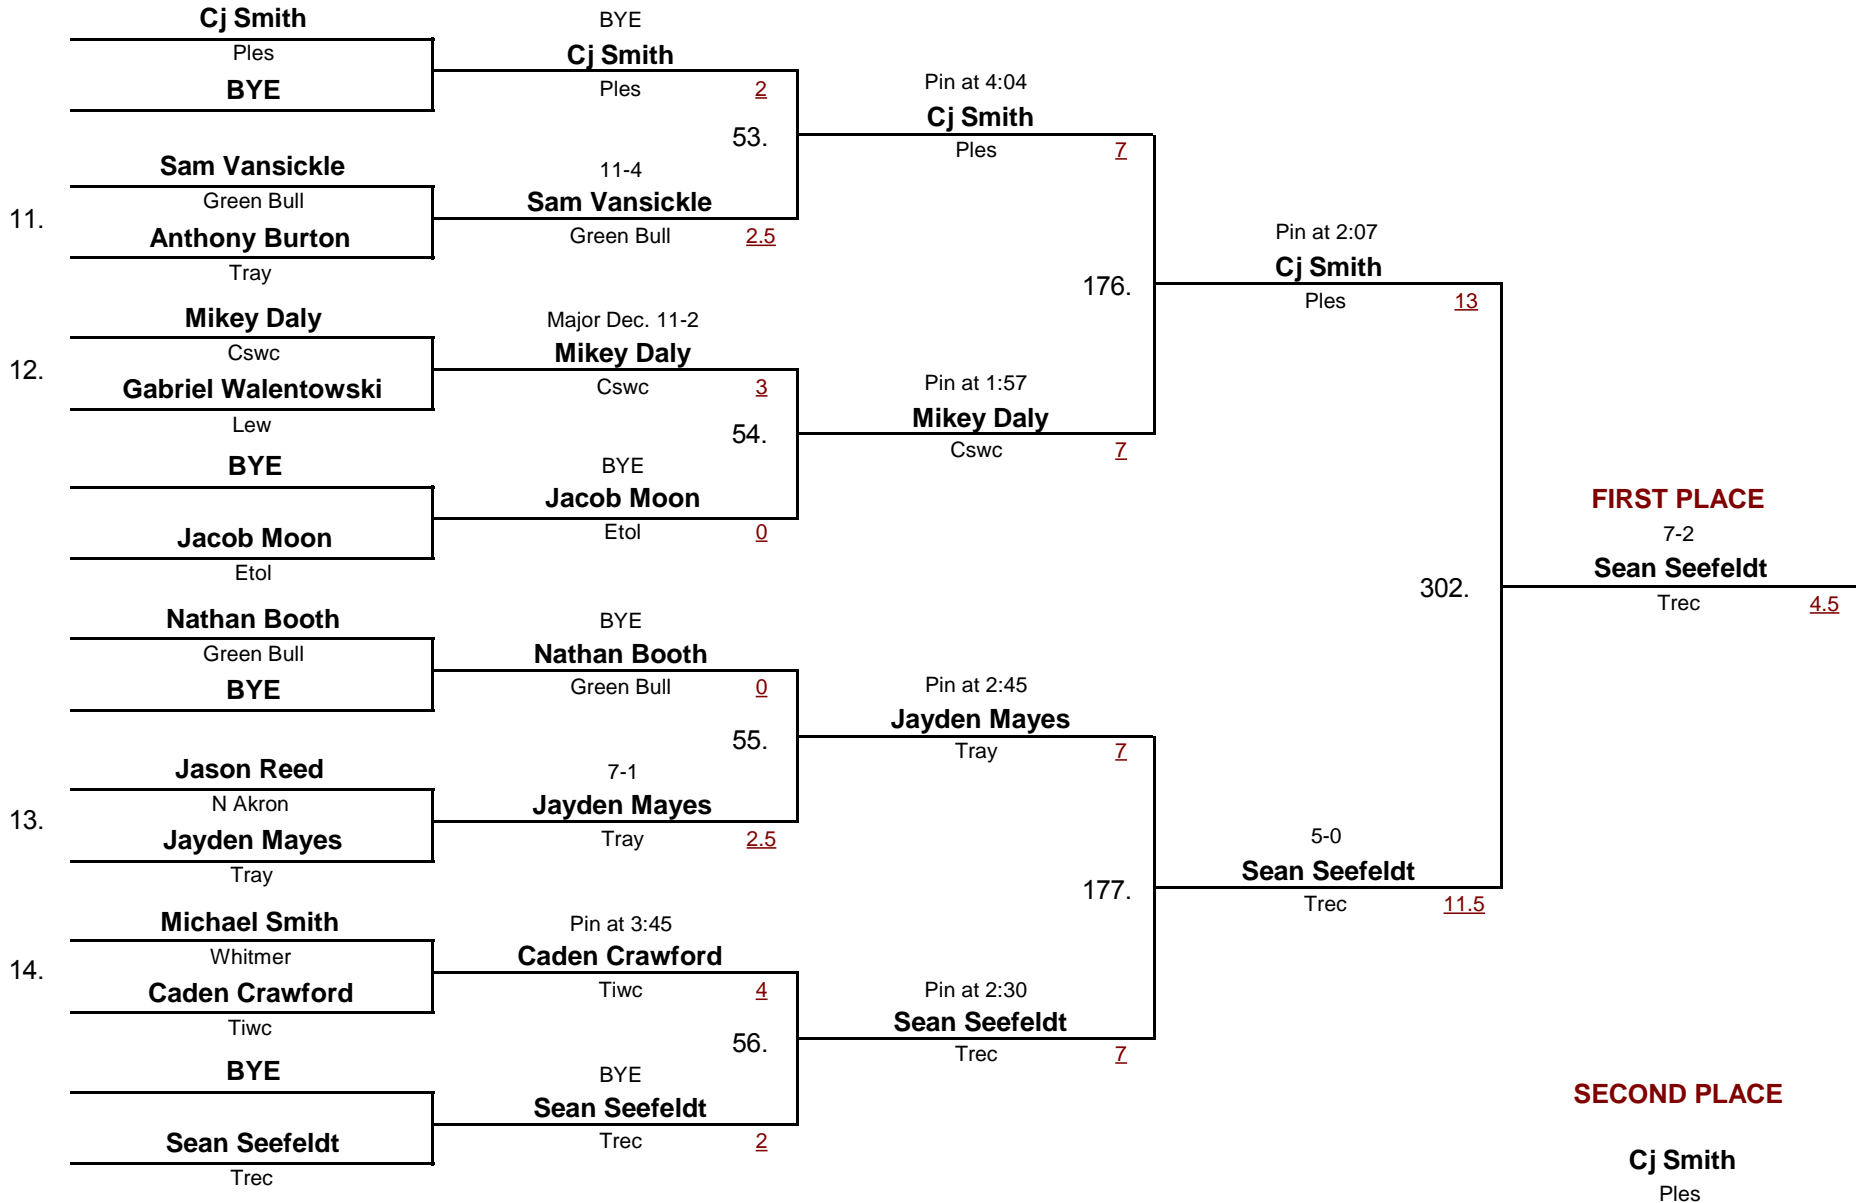 Cj Smith
Ples
BYE
11.
Sam Vansickle
Green Bull
Anthony Burton
Tray
12.
Mikey Daly
Cswc
Gabriel Walentowski
Lew
BYE
Jacob Moon
Etol
Nathan Booth
Green Bull
BYE
13.
Jason Reed
N Akron
Jayden Mayes
Tray
14.
Michael Smith
Whitmer
Caden Crawford
Tiwc
BYE
Sean Seefeldt
Trec
BYE
Cj Smith
Ples 2
53.
11-4
Sam Vansickle
Green Bull 2.5
Major Dec. 11-2
Mikey Daly
Cswc 3
54.
BYE
Jacob Moon
Etol 0
BYE
Nathan Booth
Green Bull 0
55.
7-1
Jayden Mayes
Tray 2.5
Pin at 3:45
Caden Crawford
Tiwc 4
56.
BYE
Sean Seefeldt
Trec 2
Pin at 4:04
Cj Smith
Ples 7
176.
Pin at 1:57
Mikey Daly
Cswc 7
Pin at 2:45
Jayden Mayes
Tray 7
177.
Pin at 2:30
Sean Seefeldt
Trec 7
Pin at 2:07
Cj Smith
Ples 13
302.
5-0
Sean Seefeldt
Trec 11.5
FIRST PLACE
7-2
Sean Seefeldt
Trec 4.5
SECOND PLACE
Cj Smith
Ples